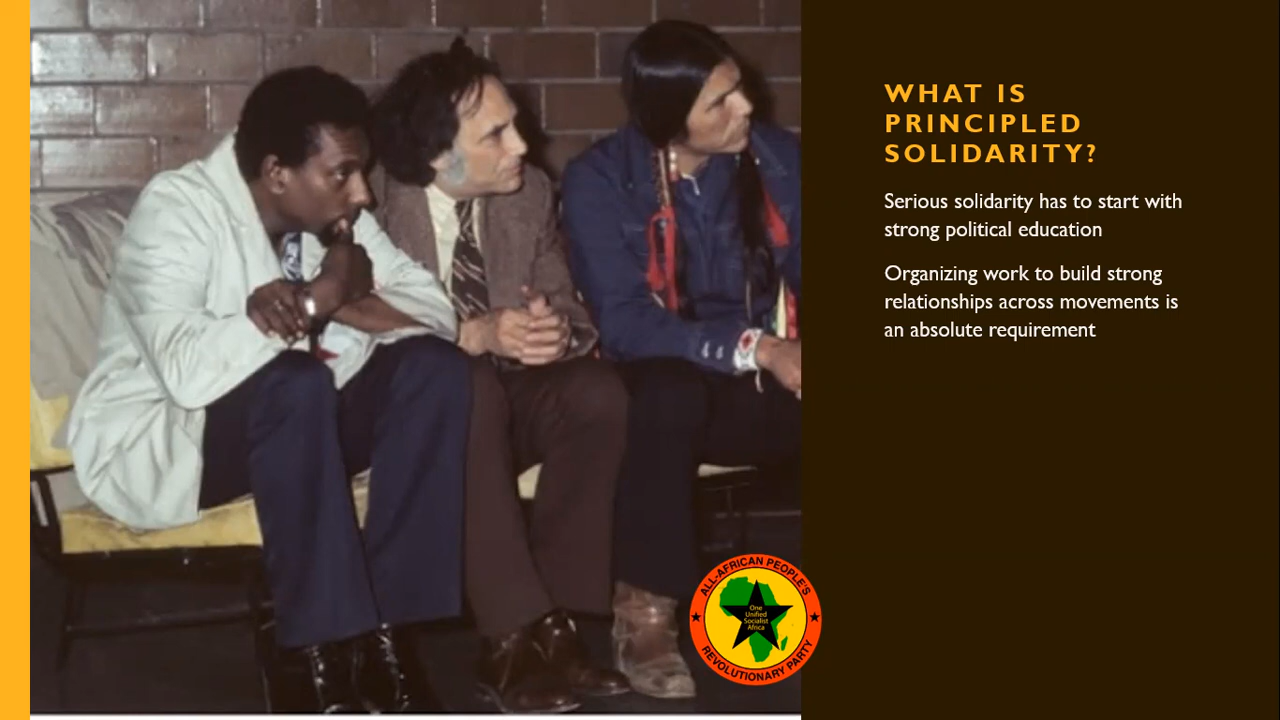 WHAT IS
PRINCIPLED
SOLIDARITY?
Serious solidarity has to start with
strong political education
Organizing work to build strong
relationships across movements is
an absolute requirement
ALL-AFRICAN PEOPLE'S
One
Unified
Socialist
Africa
REVOLUTIONARY PARTY